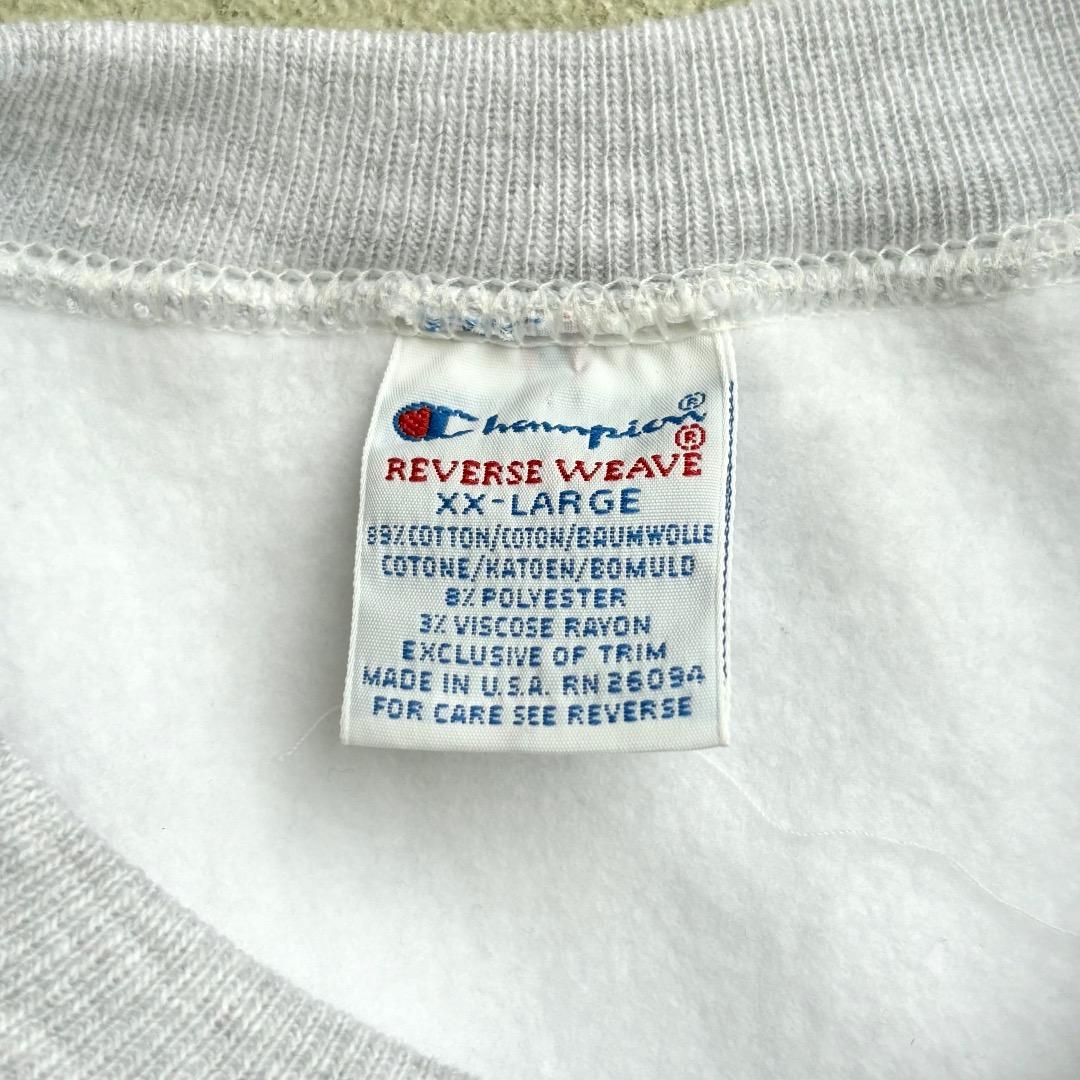 Champion®
REVERSE WEAVE®
XX-LARGE
89% COTTON/COTON/BAUMWOLLE
COTONE/KATOEN/BOMULD
8% POLYESTER
3% VISCOSE RAYON
EXCLUSIVE OF TRIM
MADE IN U.S.A. RN 26094
FOR CARE SEE REVERSE